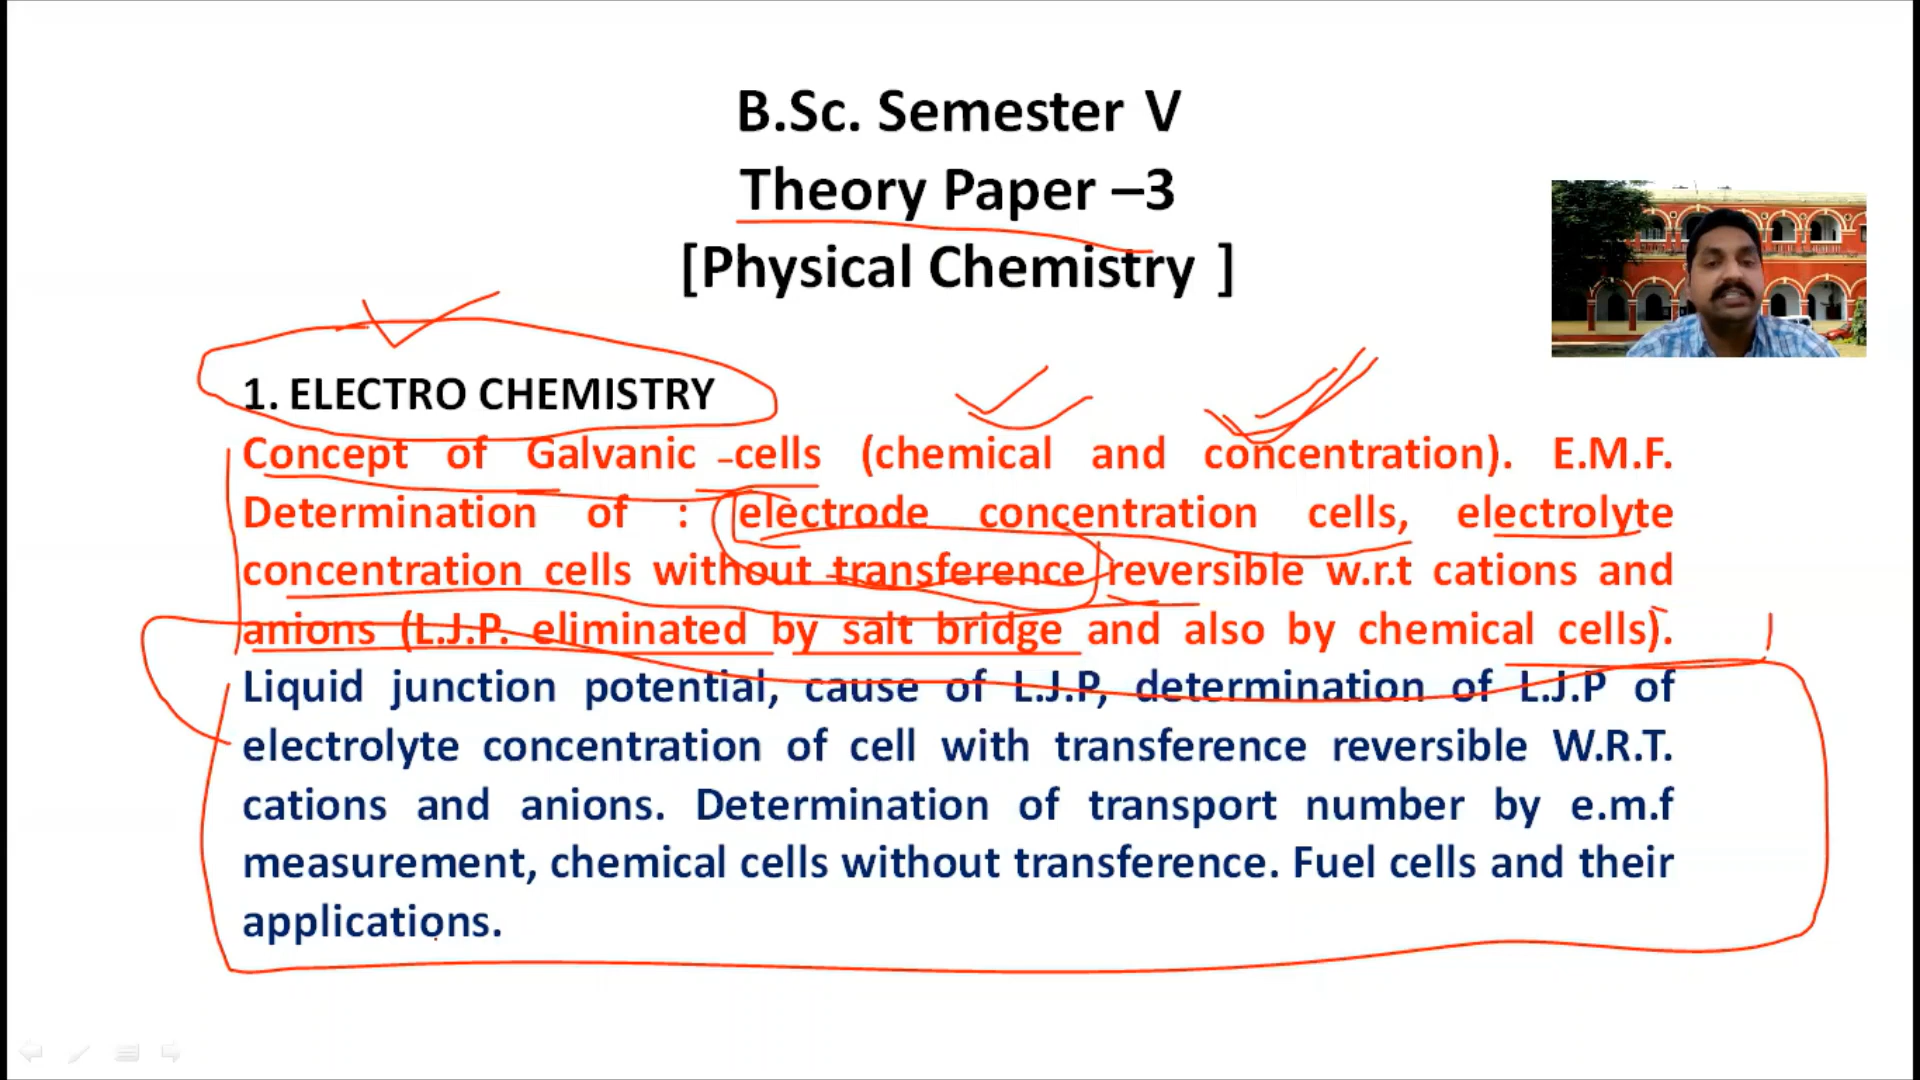 B.Sc. Semester V
Theory Paper –3
[Physical Chemistry ]
1. ELECTRO CHEMISTRY
Concept of Galvanic –cells (chemical and concentration). E.M.F.
Determination of : electrode concentration cells, electrolyte
concentration cells without transference reversible w.r.t cations and
anions (L.J.P. eliminated by salt bridge and also by chemical cells).
Liquid junction potential, cause of L.J.P, determination of L.J.P of
electrolyte concentration of cell with transference reversible W.R.T.
cations and anions. Determination of transport number by e.m.f
measurement, chemical cells without transference. Fuel cells and their
applications.